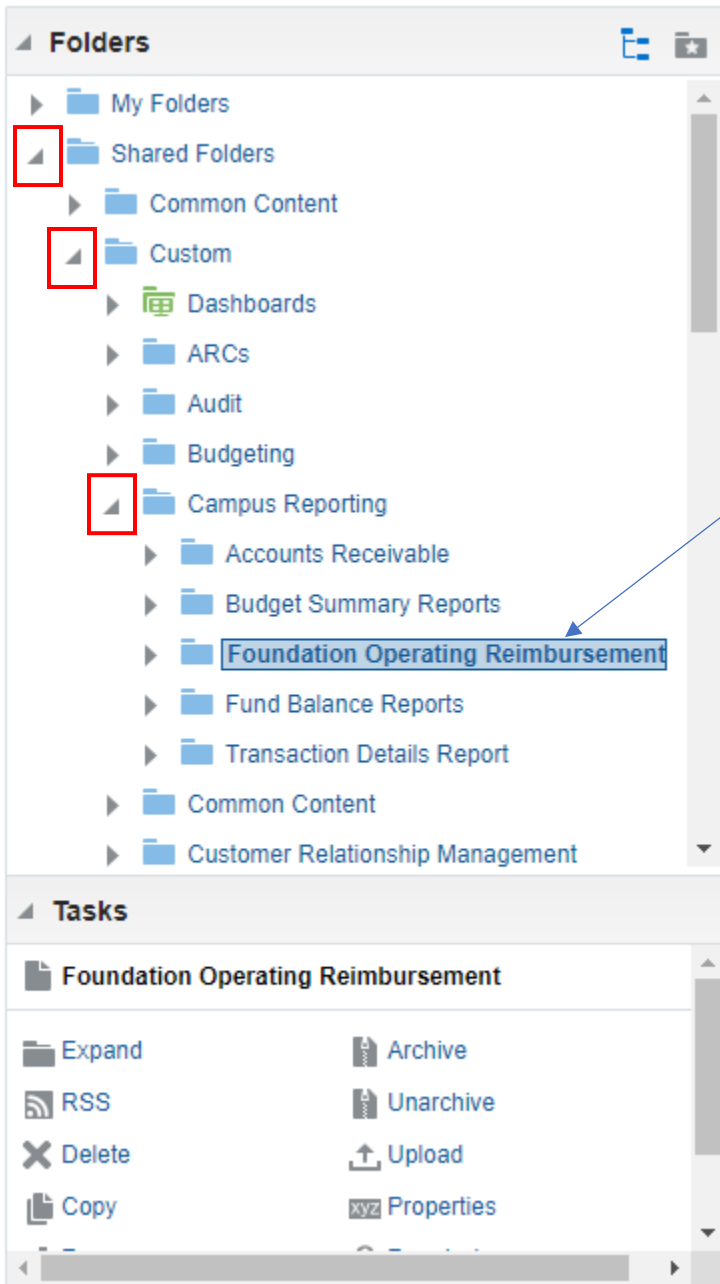 Folders
My Folders
Shared Folders
Common Content
Custom
Dashboards
ARCs
Audit
Budgeting
Campus Reporting
Accounts Receivable
Budget Summary Reports
Foundation Operating Reimbursement
Fund Balance Reports
Transaction Details Report
Common Content
Customer Relationship Management
Tasks
Foundation Operating Reimbursement
Expand Archive
RSS Unarchive
Delete Upload
Copy xyz Properties